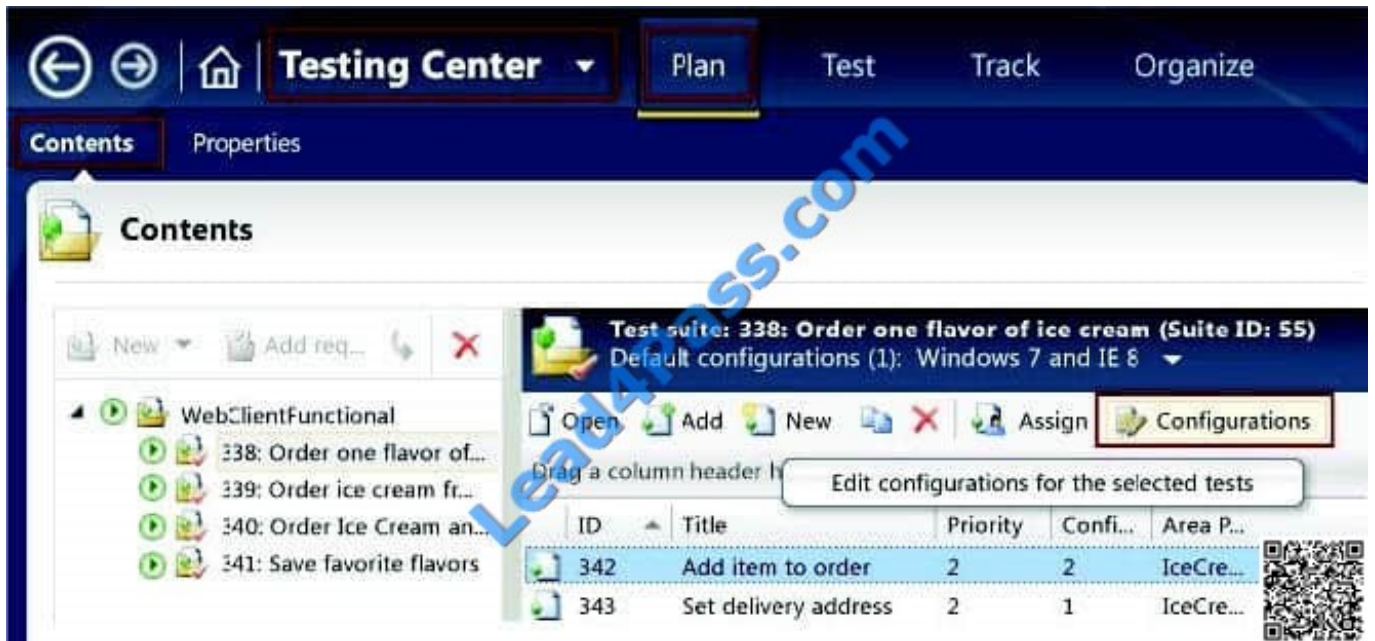 Testing Center Plan Test Track Organize
Contents Properties
Contents
New Add req...
Test suite: 338: Order one flavor of ice cream (Suite ID: 55)
Default configurations (1): Windows 7 and IE 8
WebClientFunctional
338: Order one flavor of...
339: Order ice cream fr...
340: Order Ice Cream an...
341: Save favorite flavors
Open Add New Assign Configurations
Drag a column header h
Edit configurations for the selected tests
ID Title Priority Confi... Area P...
342 Add item to order 2 2 IceCre...
343 Set delivery address 2 1 IceCre...
Lead4Pass.com